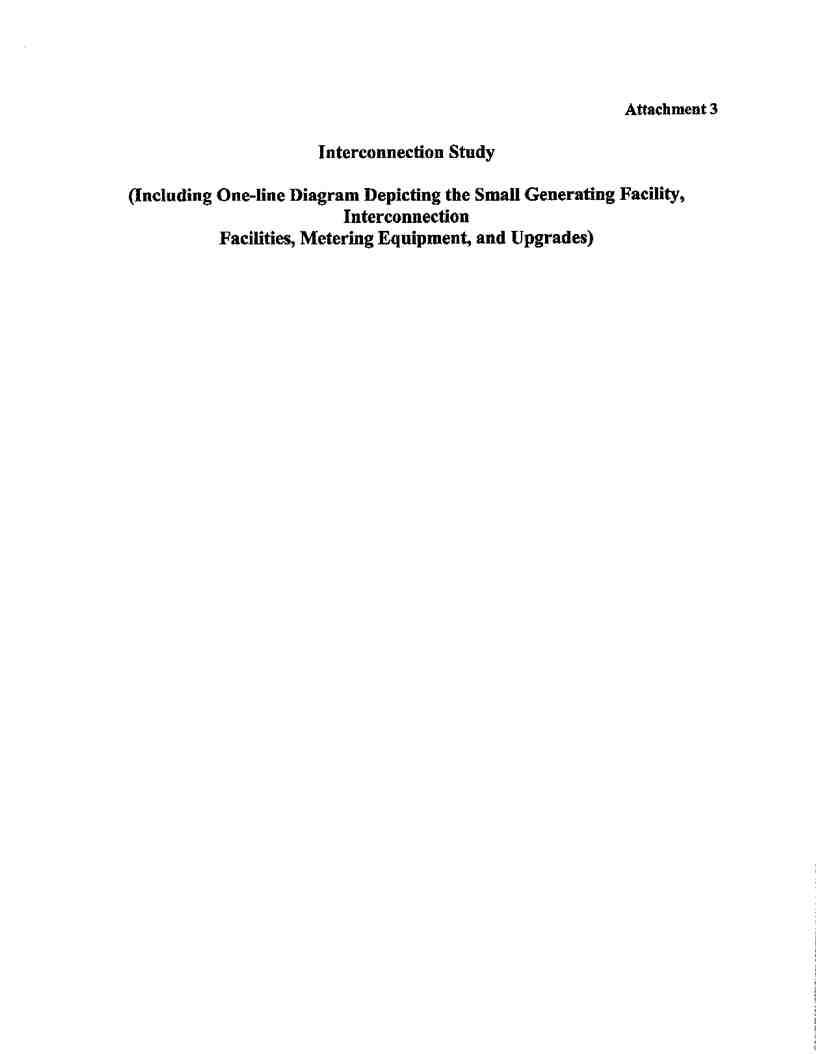 Attachment 3
Interconnection Study
(Including One-line Diagram Depicting the Small Generating Facility,
Interconnection
Facilities, Metering Equipment, and Upgrades)